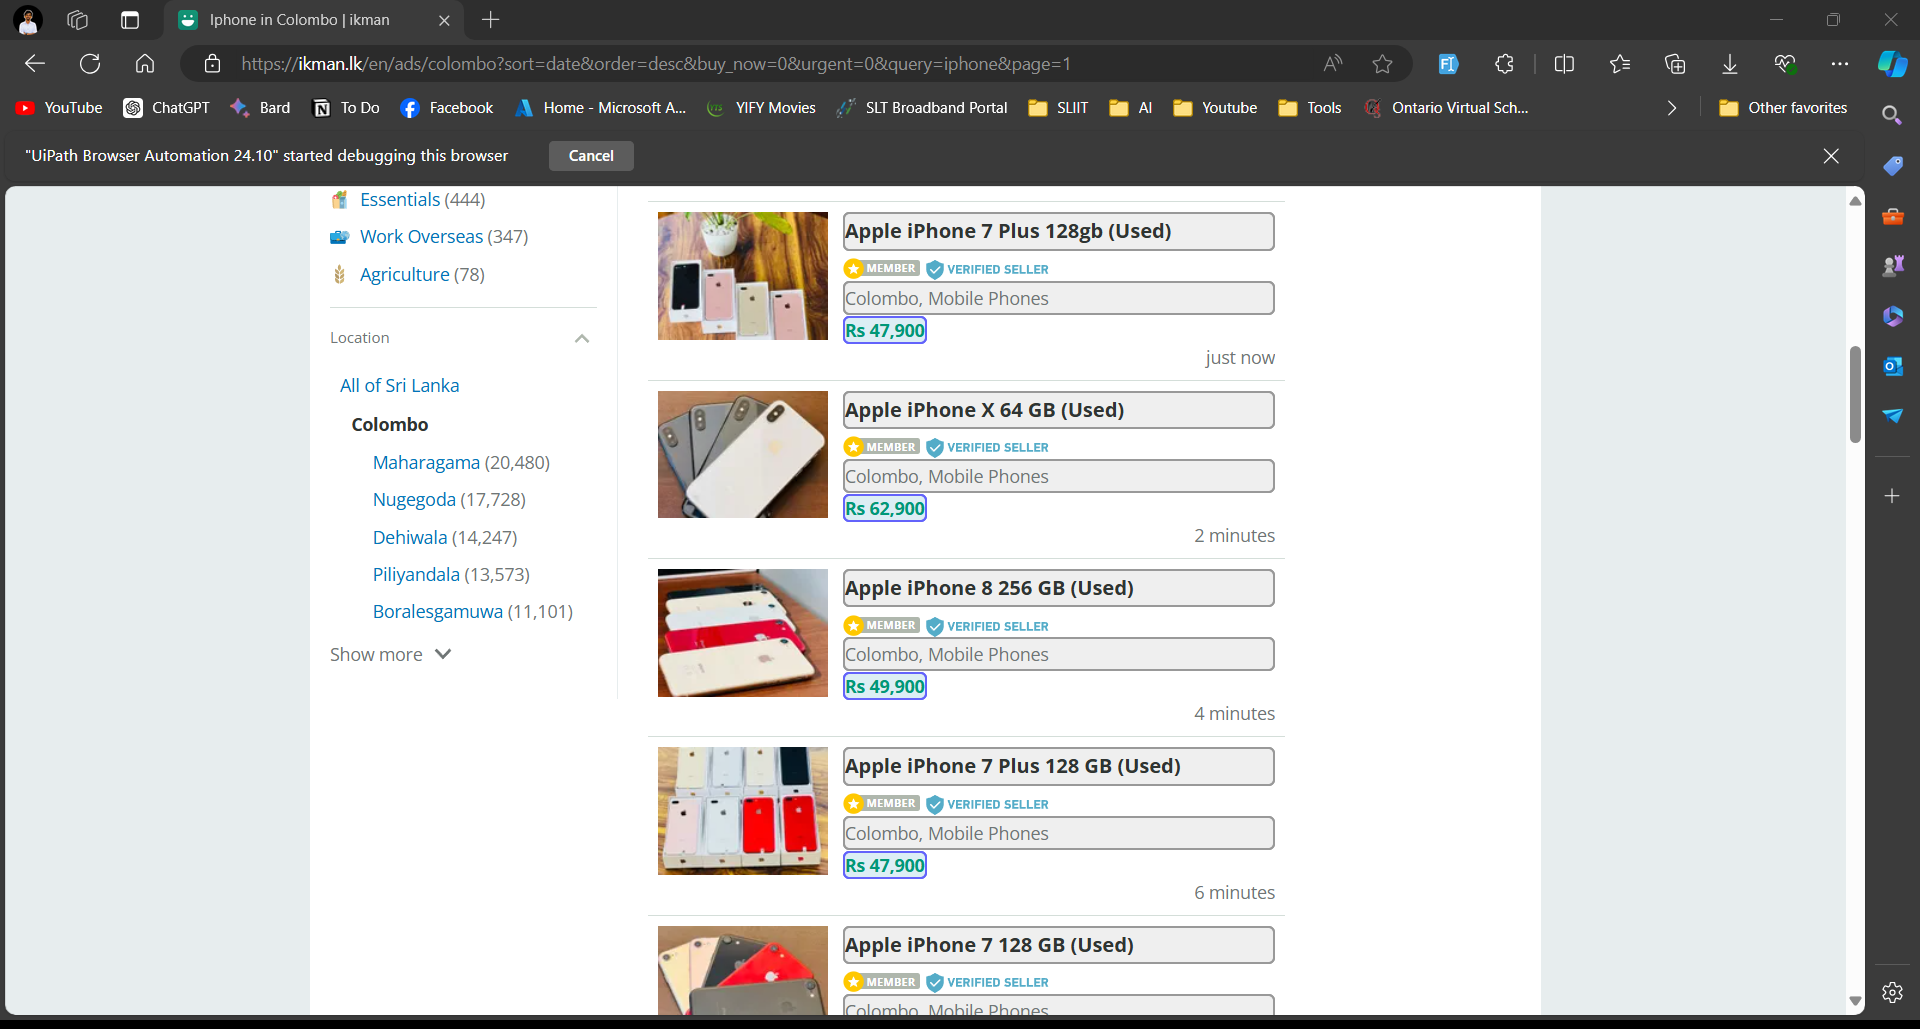 Iphone in Colombo | ikman
https://ikman.lk/en/ads/colombo?sort=date&order=desc&buy_now=0&urgent=0&query=iphone&page=1
YouTube
ChatGPT
Bard
To Do
Facebook
Home - Microsoft A...
YIFY Movies
SLT Broadband Portal
SLIIT
AI
Youtube
Tools
Ontario Virtual Sch...
Other favorites
"UiPath Browser Automation 24.10" started debugging this browser
Cancel
Essentials (444)
Work Overseas (347)
Agriculture (78)
Location
All of Sri Lanka
Colombo
Maharagama (20,480)
Nugegoda (17,728)
Dehiwala (14,247)
Piliyandala (13,573)
Boralesgamuwa (11,101)
Show more
Apple iPhone 7 Plus 128gb (Used)
MEMBER VERIFIED SELLER
Colombo, Mobile Phones
Rs 47,900
just now
Apple iPhone X 64 GB (Used)
MEMBER VERIFIED SELLER
Colombo, Mobile Phones
Rs 62,900
2 minutes
Apple iPhone 8 256 GB (Used)
MEMBER VERIFIED SELLER
Colombo, Mobile Phones
Rs 49,900
4 minutes
Apple iPhone 7 Plus 128 GB (Used)
MEMBER VERIFIED SELLER
Colombo, Mobile Phones
Rs 47,900
6 minutes
Apple iPhone 7 128 GB (Used)
MEMBER VERIFIED SELLER
Colombo, Mobile Phones